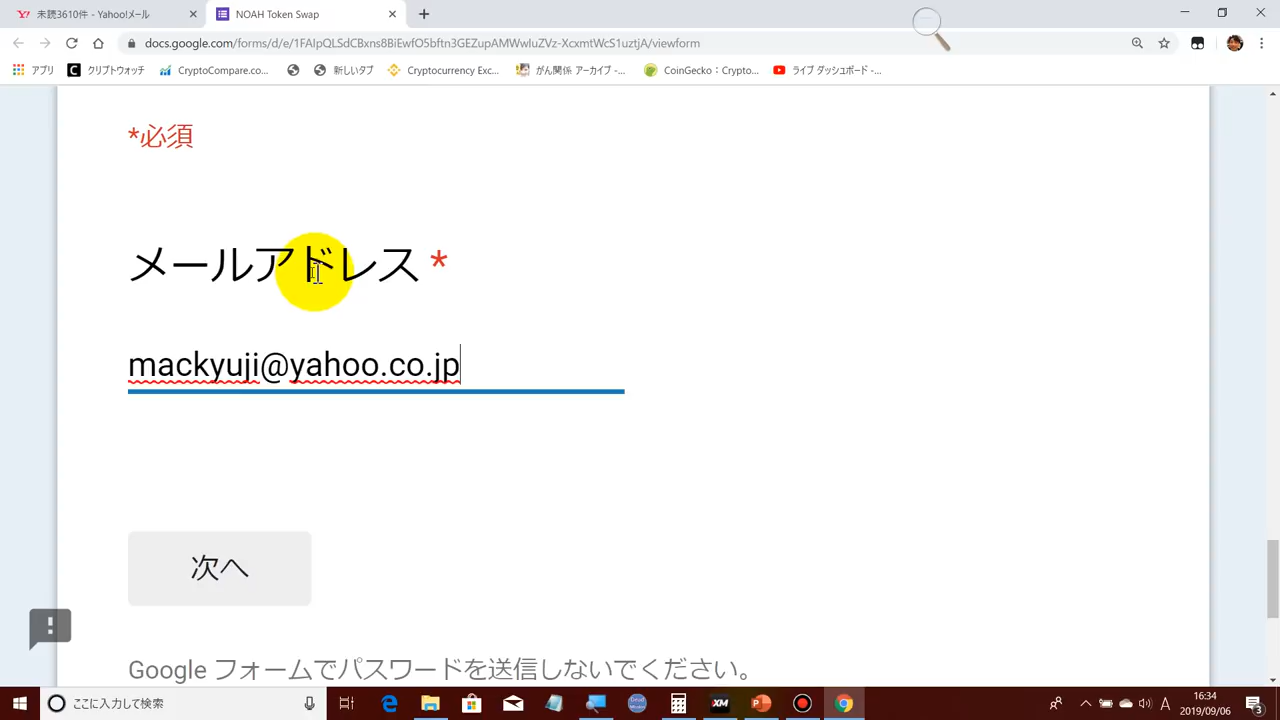 未読3610件 - Yahoo!メール
NOAH Token Swap
docs.google.com/forms/d/e/1FAIpQLSdCBxns8BiEwfO5bftn3GEZupAMWwIuZVz-XcxmtWcS1uztjA/viewform
アプリ
クリプトウォッチ
CryptoCompare.co...
新しいタブ
Cryptocurrency Exc...
がん関係 アーカイブ -...
CoinGecko：Crypto...
ライブ ダッシュボード -...
*必須
メールアドレス *
mackyuji@yahoo.co.jp
次へ
Google フォームでパスワードを送信しないでください。
ここに入力して検索
XM
A
16:34
2019/09/06
3